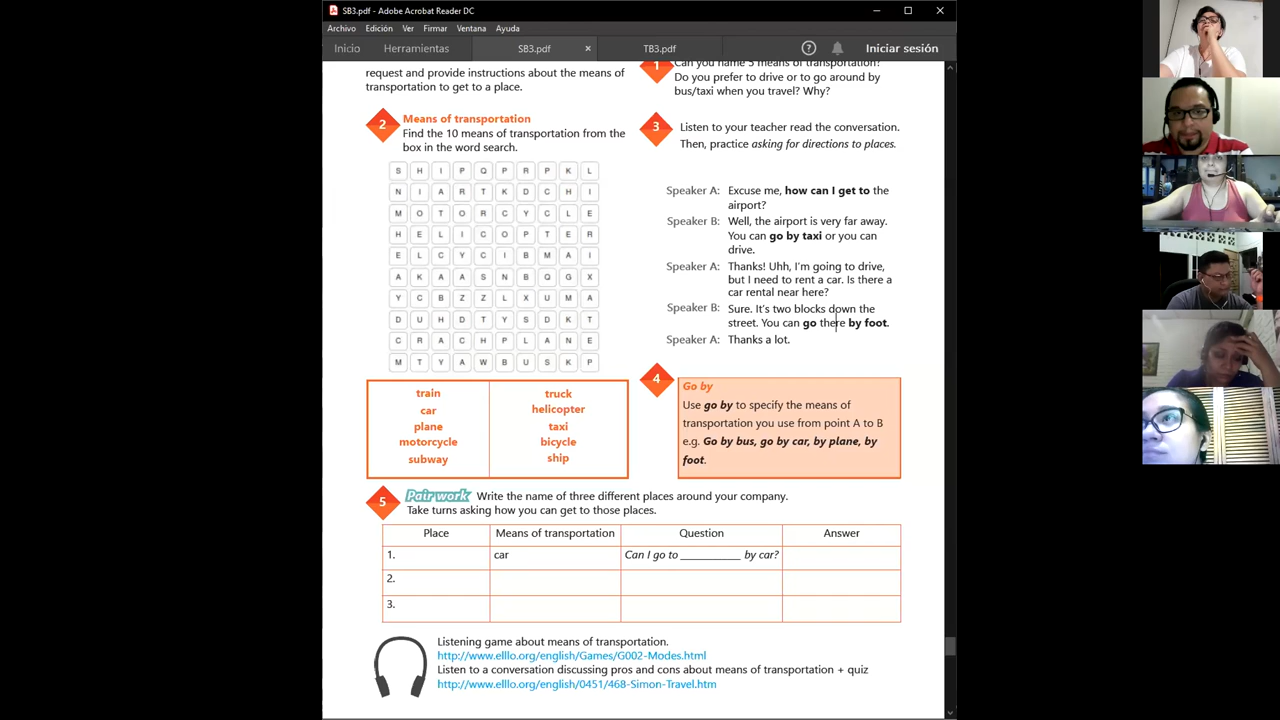 SB3.pdf - Adobe Acrobat Reader DC
Archivo Edición Ver Firmar Ventana Ayuda
Inicio Herramientas SB3.pdf × TB3.pdf ? Iniciar sesión
request and provide instructions about the means of
transportation to get to a place.
2
Means of transportation
Find the 10 means of transportation from the
box in the word search.
S H I P Q P R P K L
N I A R T K D C H I
M O T O R C Y C L E
H E L I C O P T E R
E L C Y C I B M A I
A K A A S N B Q G X
Y C B Z Z L X U M A
D U H D T Y S D K T
C R A C H P L A N E
M T Y A W B U S K P
train
car
plane
motorcycle
subway
truck
helicopter
taxi
bicycle
ship
1
Can you name 5 means of transportation?
Do you prefer to drive or to go around by
bus/taxi when you travel? Why?
3
Listen to your teacher read the conversation.
Then, practice asking for directions to places.
Speaker A: Excuse me, how can I get to the
airport?
Speaker B: Well, the airport is very far away.
You can go by taxi or you can
drive.
Speaker A: Thanks! Uhh, I'm going to drive,
but I need to rent a car. Is there a
car rental near here?
Speaker B: Sure. It's two blocks down the
street. You can go there by foot.
Speaker A: Thanks a lot.
4
Go by
Use go by to specify the means of
transportation you use from point A to B
e.g. Go by bus, go by car, by plane, by
foot.
5
Pair work Write the name of three different places around your company.
Take turns asking how you can get to those places.
Place Means of transportation Question Answer
1. car Can I go to __________ by car?
2.
3.
Listening game about means of transportation.
http://www.elllo.org/english/Games/G002-Modes.html
Listen to a conversation discussing pros and cons about means of transportation + quiz
http://www.elllo.org/english/0451/468-Simon-Travel.htm